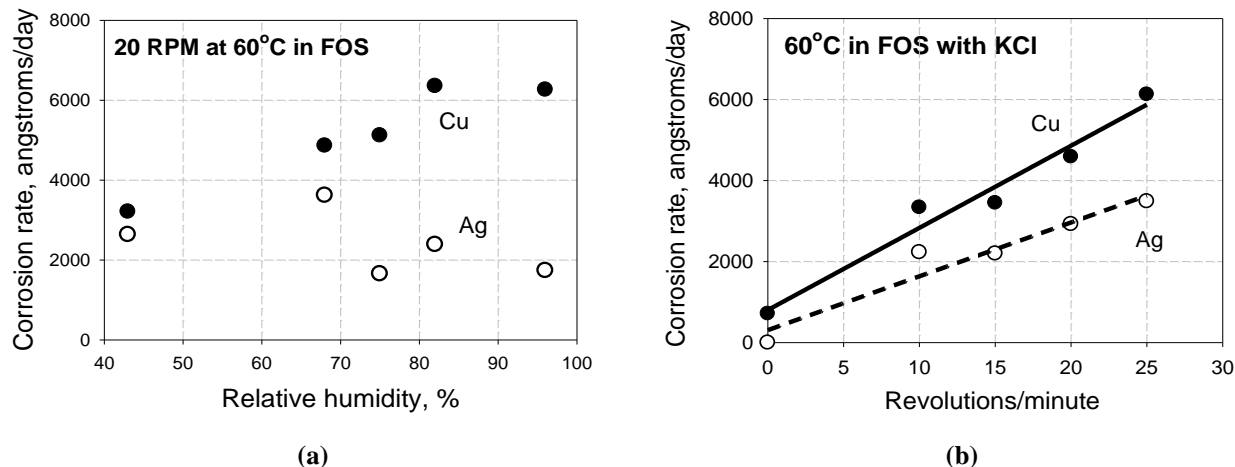 20 RPM at 60°C in FOS
Corrosion rate, angstroms/day
8000
6000
4000
2000
0
Cu
Ag
40 50 60 70 80 90 100
Relative humidity, %
(a)
60°C in FOS with KCl
Corrosion rate, angstroms/day
8000
6000
4000
2000
0
Cu
Ag
0 5 10 15 20 25 30
Revolutions/minute
(b)